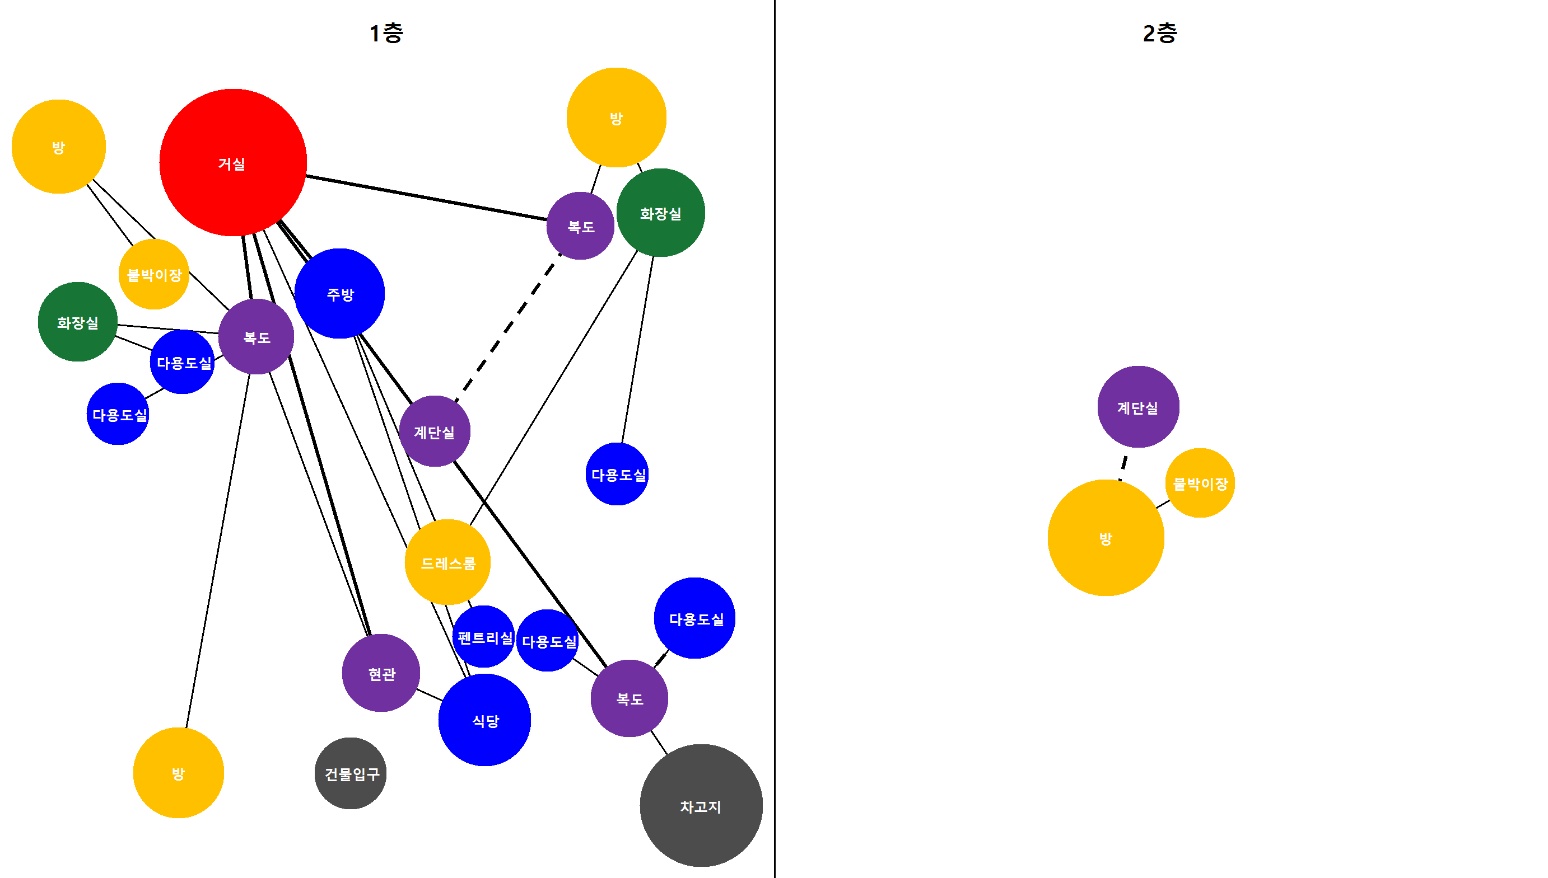 1층
2층
방
거실
방
복도
화장실
붙박이장
주방
화장실
복도
다용도실
다용도실
계단실
다용도실
드레스룸
펜트리실
다용도실
다용도실
현관
복도
식당
방
건물입구
차고지
계단실
붙박이장
방